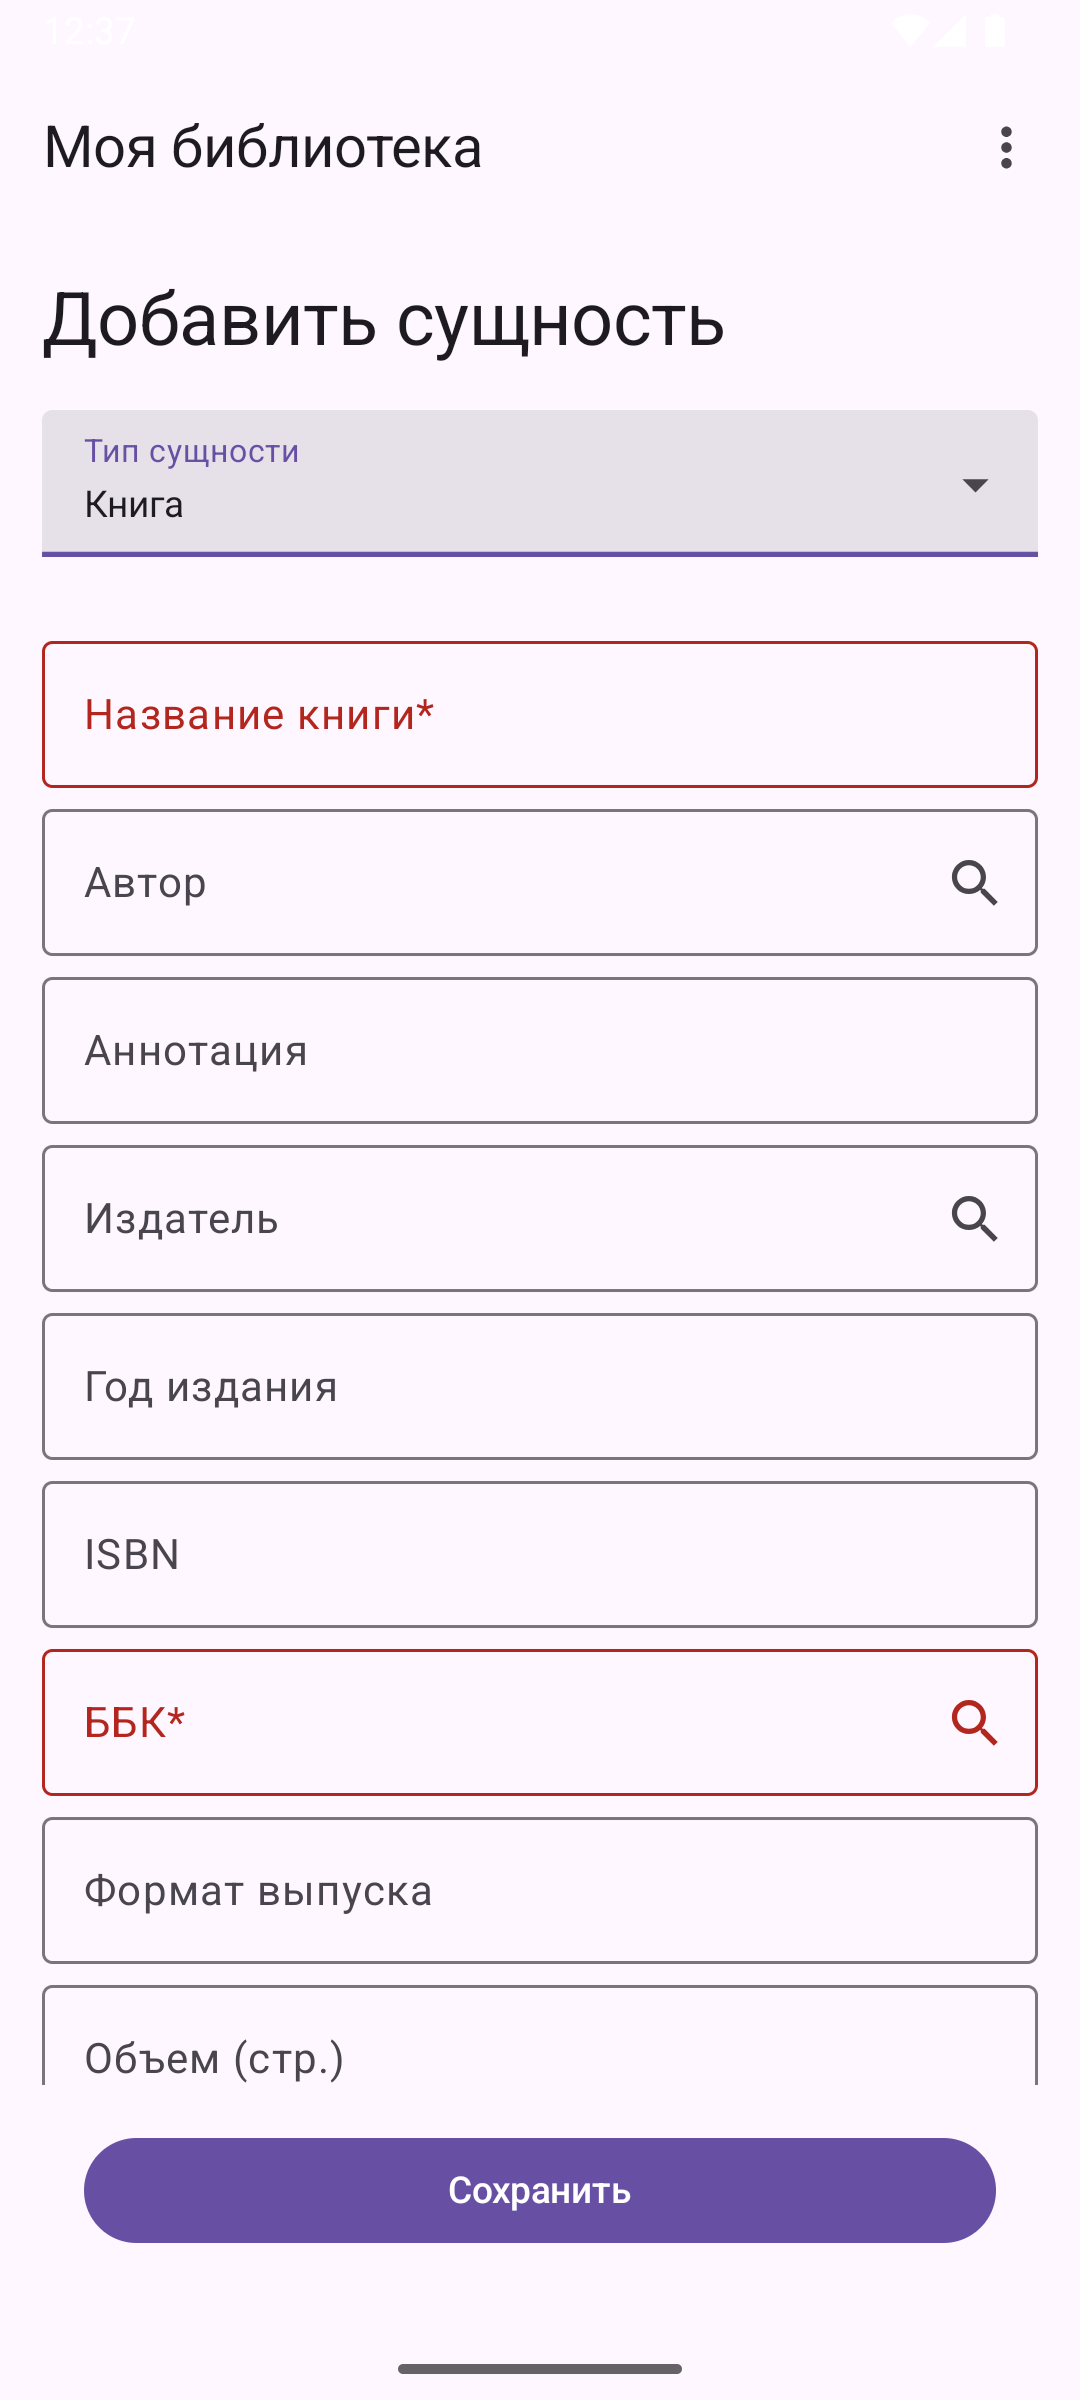 12:37
Моя библиотека
Добавить сущность
Тип сущности
Книга
Название книги*
Автор
Аннотация
Издатель
Год издания
ISBN
ББК*
Формат выпуска
Объем (стр.)
Сохранить